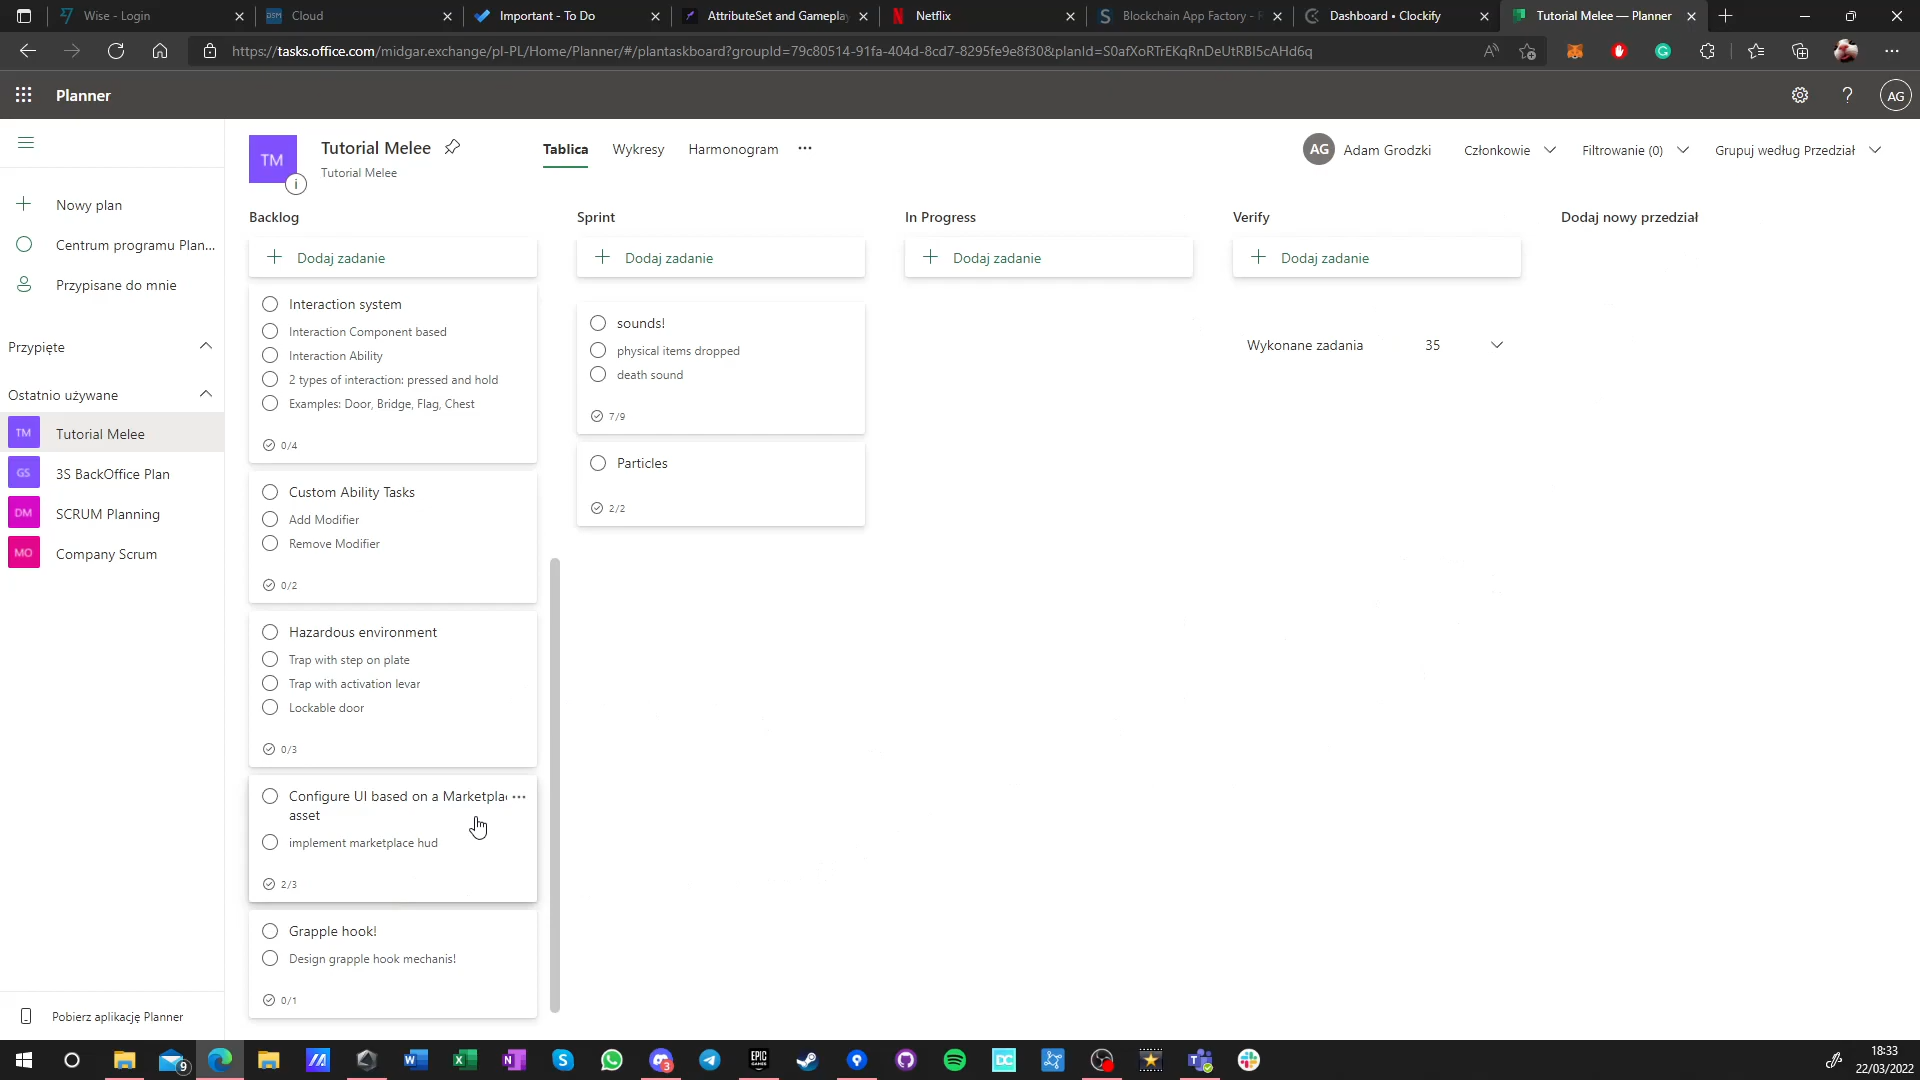 Wise - Login
Cloud
Important - To Do
AttributeSet and Gameplay
Netflix
Blockchain App Factory - F
Dashboard • Clockify
Tutorial Melee — Planner
https://tasks.office.com/midgar.exchange/pl-PL/Home/Planner/#/plantaskboard?groupId=79c80514-91fa-404d-8cd7-8295fe9e8f30&planId=S0afXoRTrEKqRnDeUtRBI5cAHd6q
Planner
AG
TM
Tutorial Melee
Tutorial Melee
Tablica
Wykresy
Harmonogram
AG
Adam Grodzki
Członkowie
Filtrowanie (0)
Grupuj według Przedział
Nowy plan
Centrum programu Plan...
Przypisane do mnie
Przypięte
Ostatnio używane
TM
Tutorial Melee
GS
3S BackOffice Plan
DM
SCRUM Planning
MO
Company Scrum
Pobierz aplikację Planner
Backlog
Dodaj zadanie
Interaction system
Interaction Component based
Interaction Ability
2 types of interaction: pressed and hold
Examples: Door, Bridge, Flag, Chest
0/4
Custom Ability Tasks
Add Modifier
Remove Modifier
0/2
Hazardous environment
Trap with step on plate
Trap with activation levar
Lockable door
0/3
Configure UI based on a Marketplac
asset
implement marketplace hud
2/3
Grapple hook!
Design grapple hook mechanis!
0/1
Sprint
Dodaj zadanie
sounds!
physical items dropped
death sound
7/9
Particles
2/2
In Progress
Dodaj zadanie
Verify
Dodaj zadanie
Wykonane zadania
35
Dodaj nowy przedział
9
3
EPIC
GAMES
DC
18:33
22/03/2022